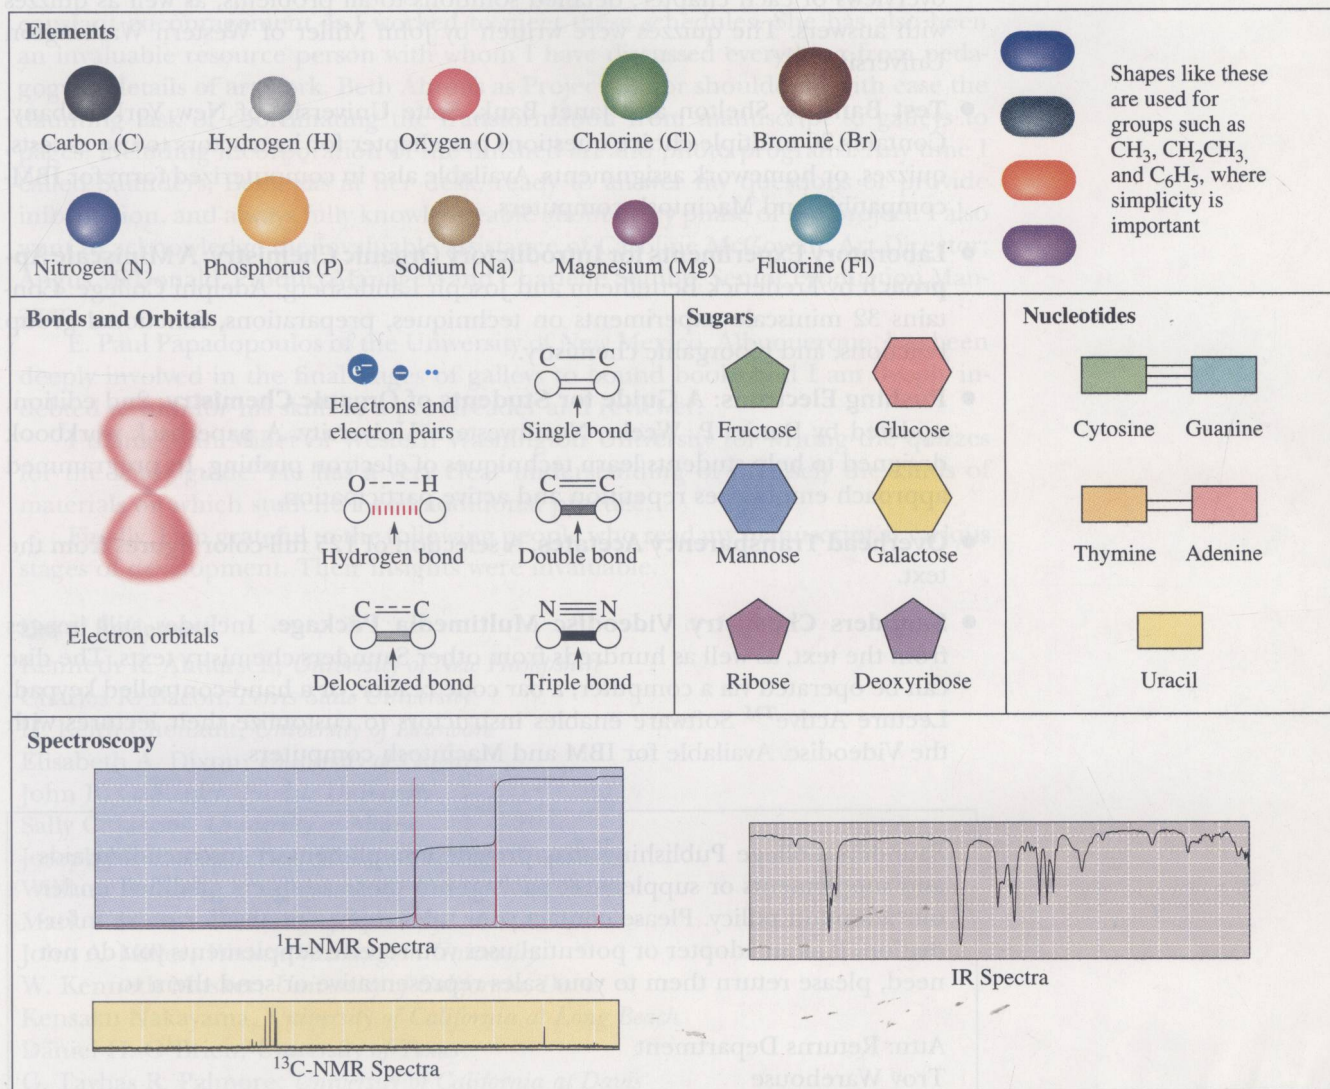 Elements
Carbon (C) Hydrogen (H) Oxygen (O) Chlorine (Cl) Bromine (Br)
Nitrogen (N) Phosphorus (P) Sodium (Na) Magnesium (Mg) Fluorine (Fl)
Shapes like these
are used for
groups such as
CH₃, CH₂CH₃,
and C₆H₅, where
simplicity is
important
Bonds and Orbitals
Electron orbitals
e⁻ − ··
Electrons and
electron pairs
C—C
Single bond
O----H
Hydrogen bond
C═C
Double bond
C---C
Delocalized bond
N≡N
Triple bond
Sugars
Fructose Glucose
Mannose Galactose
Ribose Deoxyribose
Nucleotides
Cytosine Guanine
Thymine Adenine
Uracil
Spectroscopy
¹H-NMR Spectra
¹³C-NMR Spectra
IR Spectra